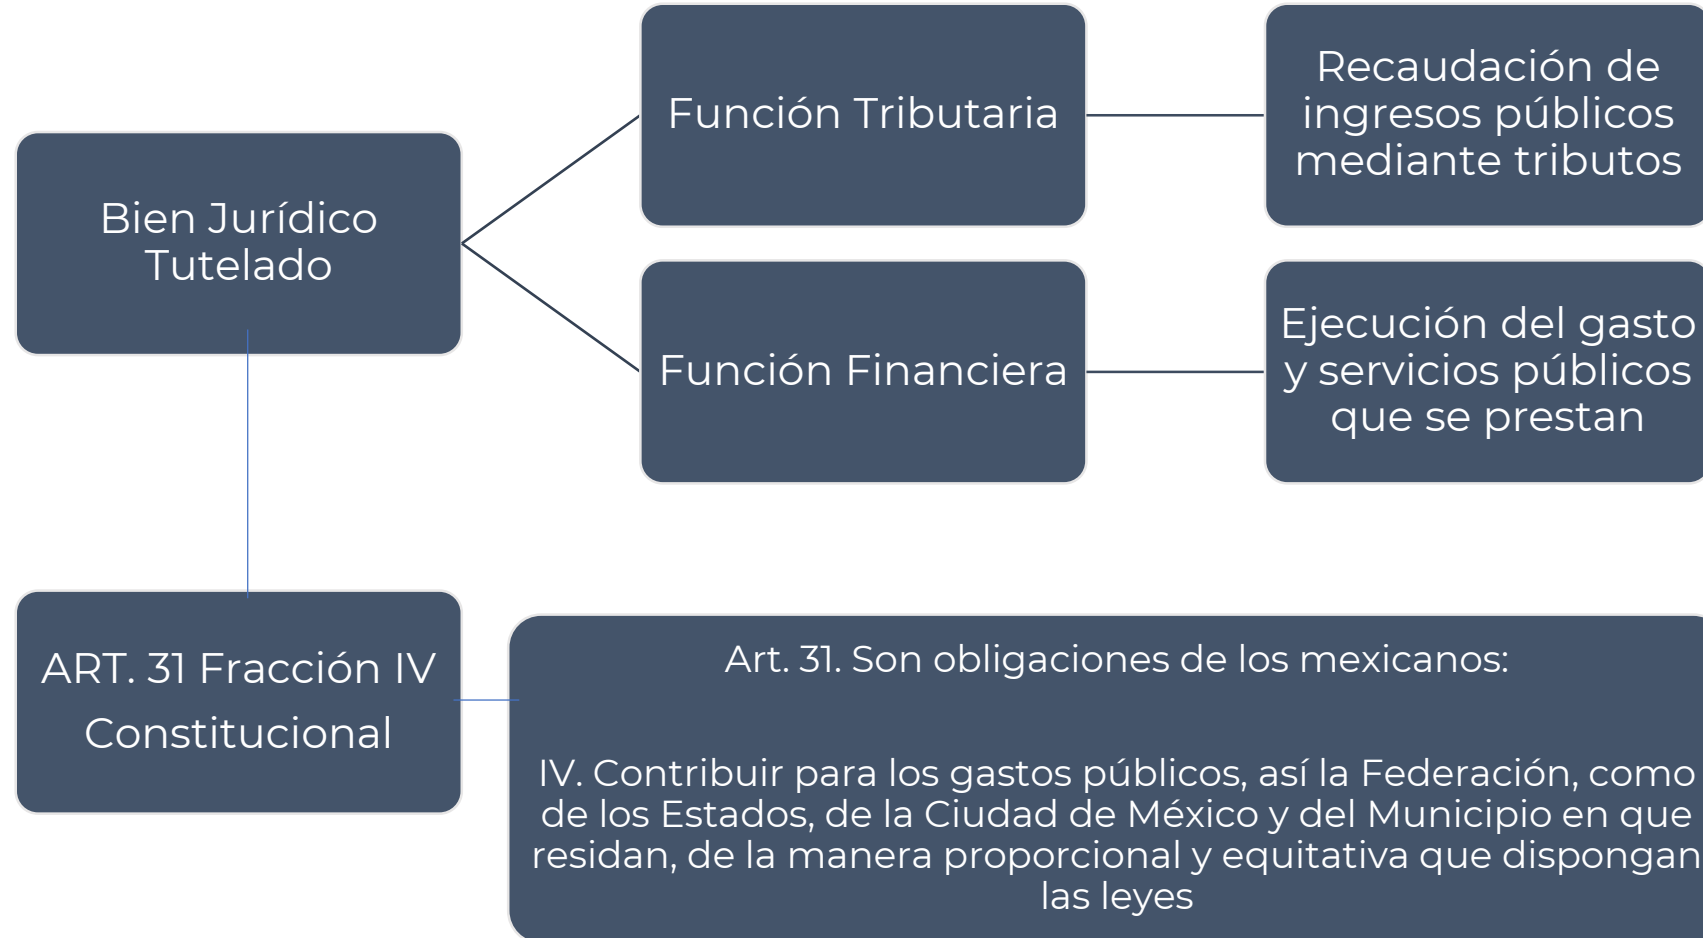 Bien Jurídico
Tutelado
Función Tributaria
Recaudación de
ingresos públicos
mediante tributos
Función Financiera
Ejecución del gasto
y servicios públicos
que se prestan
ART. 31 Fracción IV
Constitucional
Art. 31. Son obligaciones de los mexicanos:
IV. Contribuir para los gastos públicos, así la Federación, como
de los Estados, de la Ciudad de México y del Municipio en que
residan, de la manera proporcional y equitativa que dispongan
las leyes